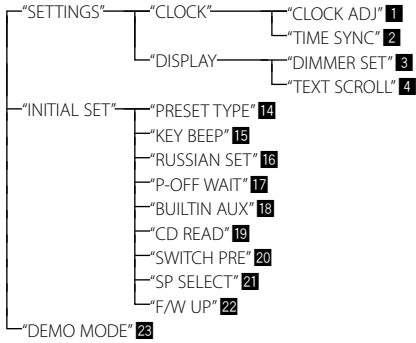 “SETTINGS” “CLOCK” “CLOCK ADJ” 1
“TIME SYNC” 2
“DISPLAY “DIMMER SET” 3
“TEXT SCROLL” 4
“INITIAL SET” “PRESET TYPE” 14
“KEY BEEP” 15
“RUSSIAN SET” 16
“P-OFF WAIT” 17
“BUILTIN AUX” 18
“CD READ” 19
“SWITCH PRE” 20
“SP SELECT” 21
“F/W UP” 22
“DEMO MODE” 23